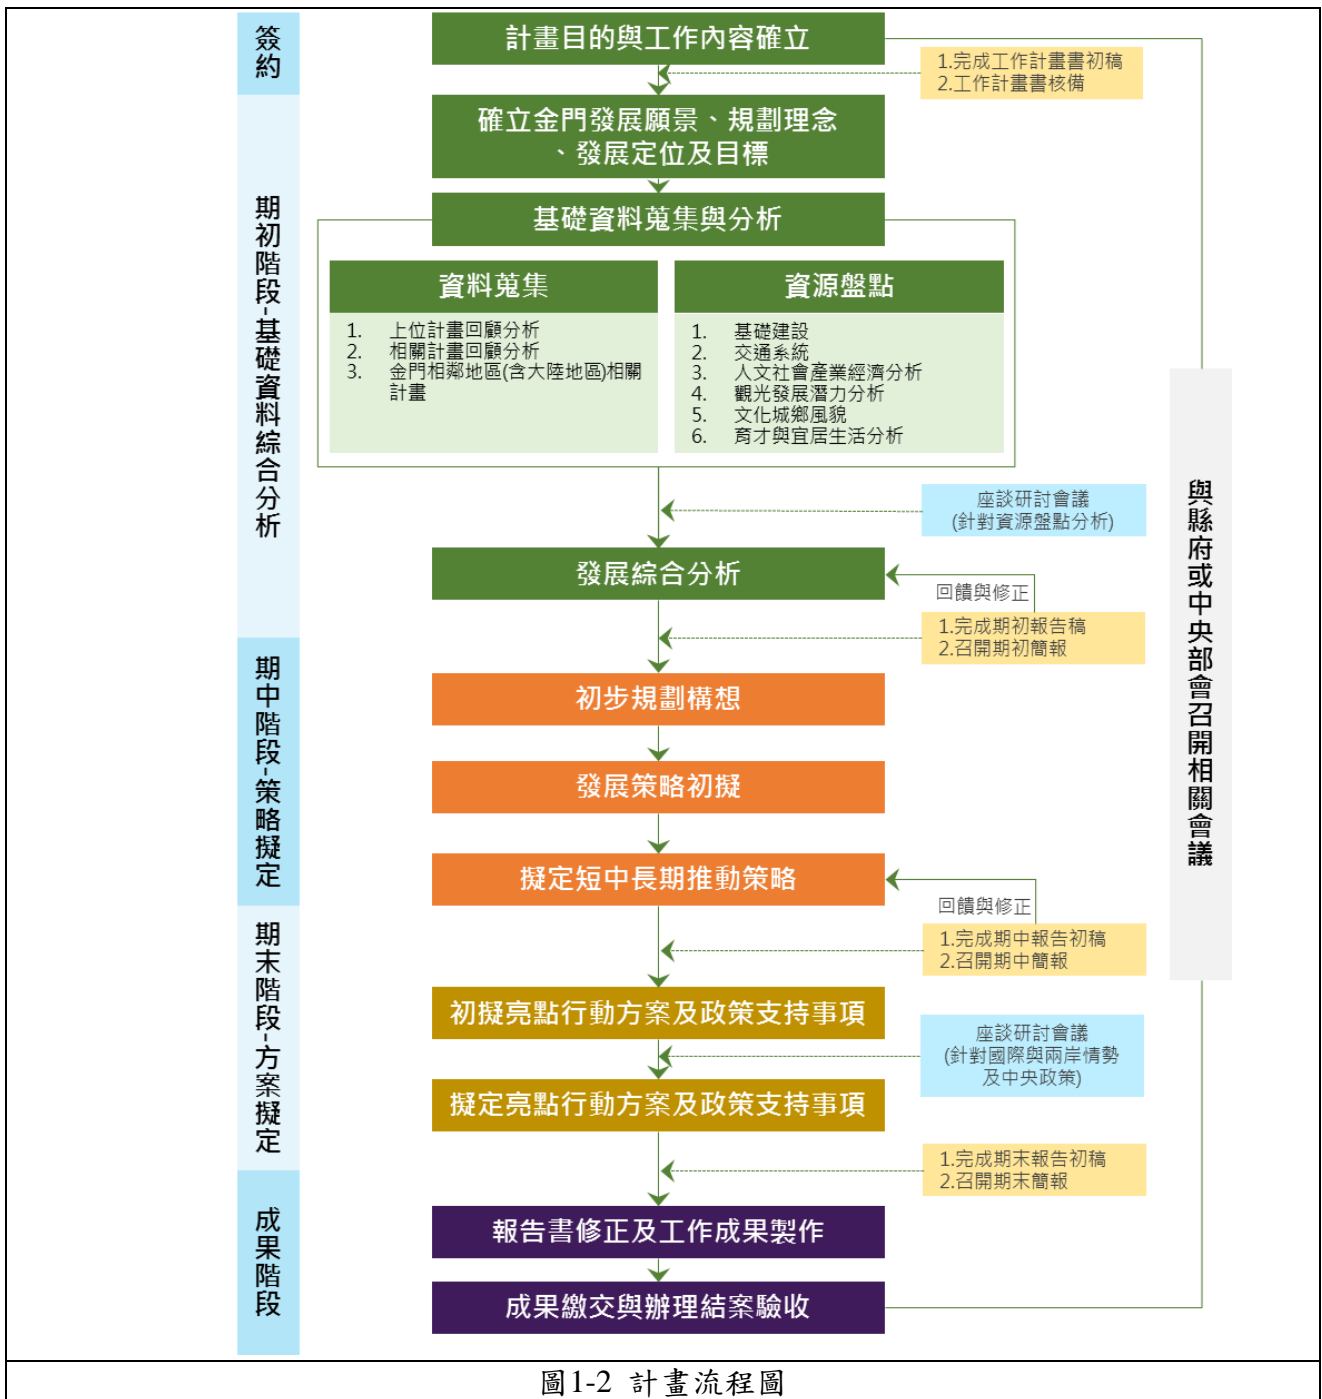 簽約
計畫目的與工作內容確立
1.完成工作計畫書初稿
2.工作計畫書核備
期初階段-基礎資料綜合分析
確立金門發展願景、規劃理念
、發展定位及目標
基礎資料蒐集與分析
資料蒐集
1. 上位計畫回顧分析
2. 相關計畫回顧分析
3. 金門相鄰地區(含大陸地區)相關
計畫
資源盤點
1. 基礎建設
2. 交通系統
3. 人文社會產業經濟分析
4. 觀光發展潛力分析
5. 文化城鄉風貌
6. 育才與宜居生活分析
座談研討會議
(針對資源盤點分析)
發展綜合分析
回饋與修正
1.完成期初報告稿
2.召開期初簡報
期中階段-策略擬定
初步規劃構想
發展策略初擬
擬定短中長期推動策略
回饋與修正
1.完成期中報告初稿
2.召開期中簡報
期末階段-方案擬定
初擬亮點行動方案及政策支持事項
座談研討會議
(針對國際與兩岸情勢
及中央政策)
擬定亮點行動方案及政策支持事項
1.完成期末報告初稿
2.召開期末簡報
成果階段
報告書修正及工作成果製作
成果繳交與辦理結案驗收
與縣府或中央部會召開相關會議
圖1-2 計畫流程圖